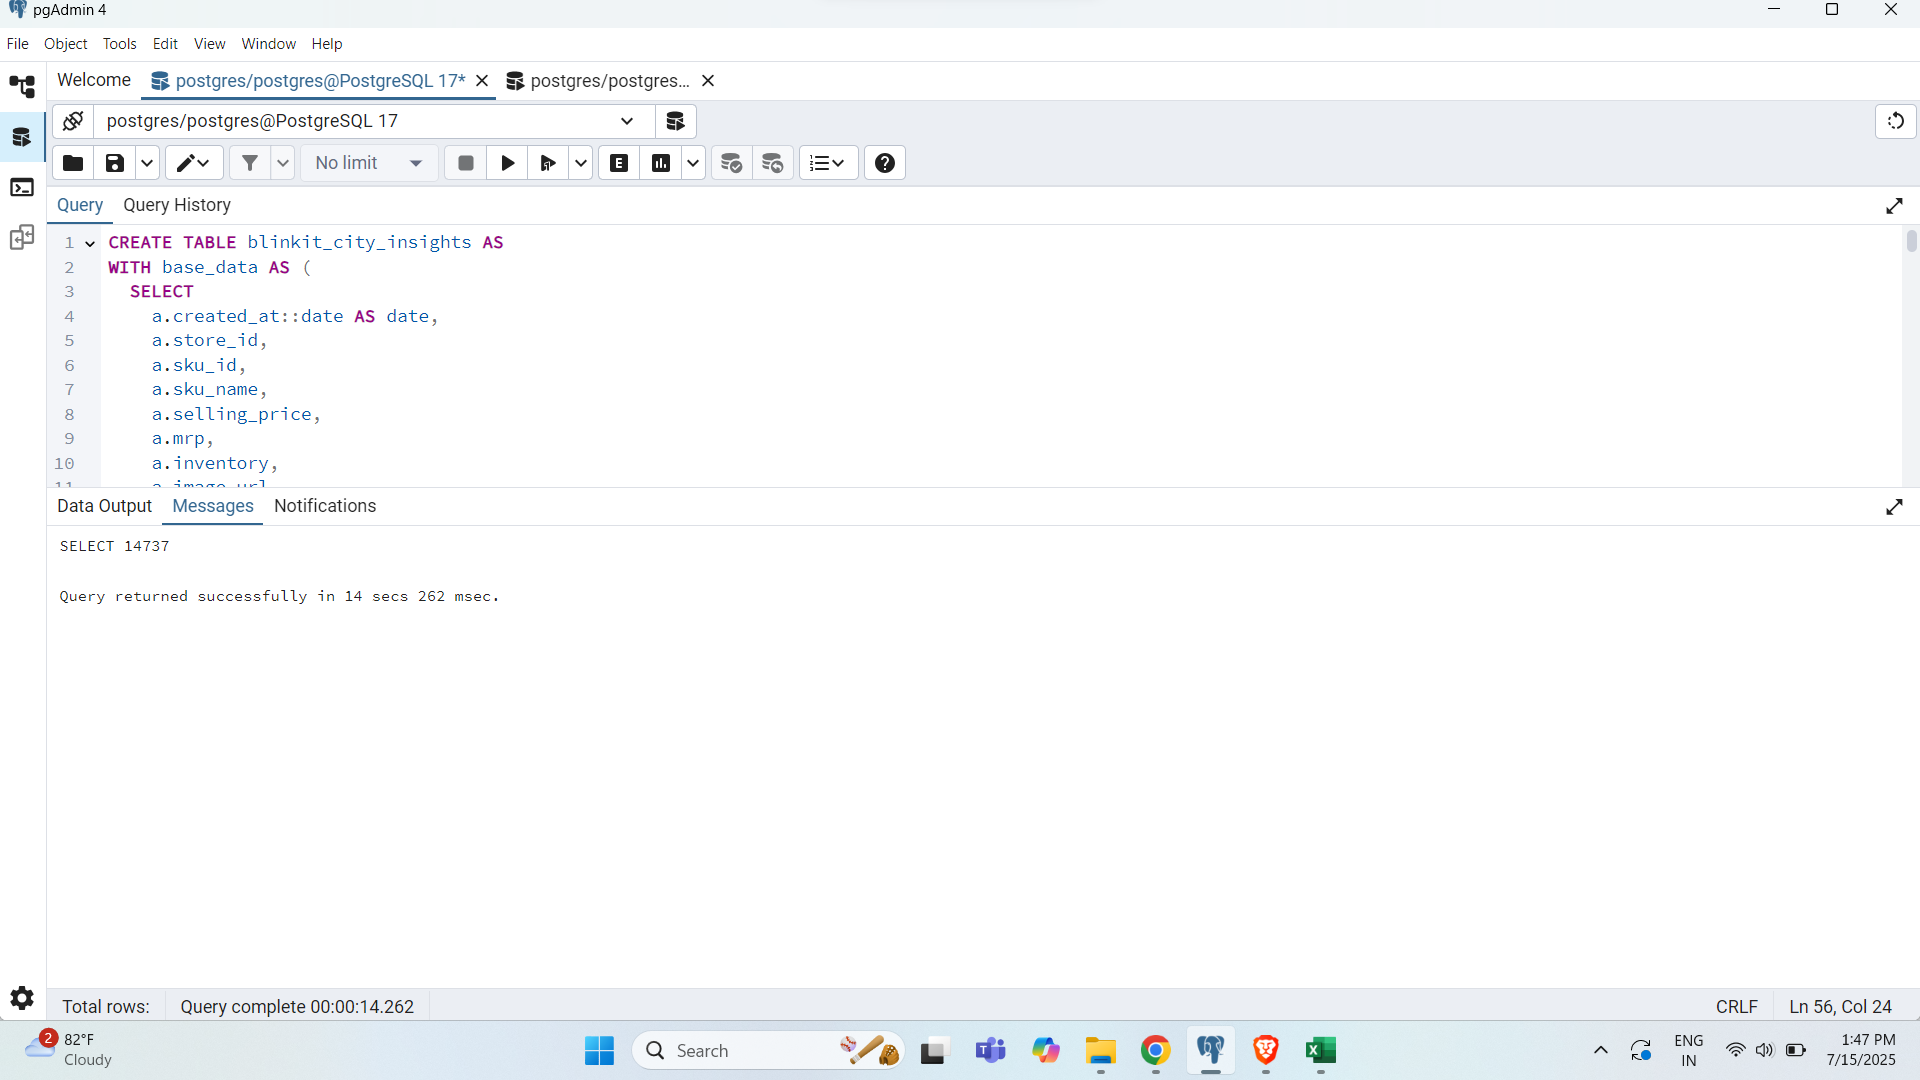 pgAdmin 4
File Object Tools Edit View Window Help
Welcome postgres/postgres@PostgreSQL 17* postgres/postgres...
postgres/postgres@PostgreSQL 17
No limit E
Query Query History
1 CREATE TABLE blinkit_city_insights AS
2 WITH base_data AS (
3 SELECT
4 a.created_at::date AS date,
5 a.store_id,
6 a.sku_id,
7 a.sku_name,
8 a.selling_price,
9 a.mrp,
10 a.inventory,
11 a.image_url
Data Output Messages Notifications
SELECT 14737
Query returned successfully in 14 secs 262 msec.
Total rows: Query complete 00:00:14.262 CRLF Ln 56, Col 24
2 82°F
Cloudy
Search
ENG
IN
1:47 PM
7/15/2025